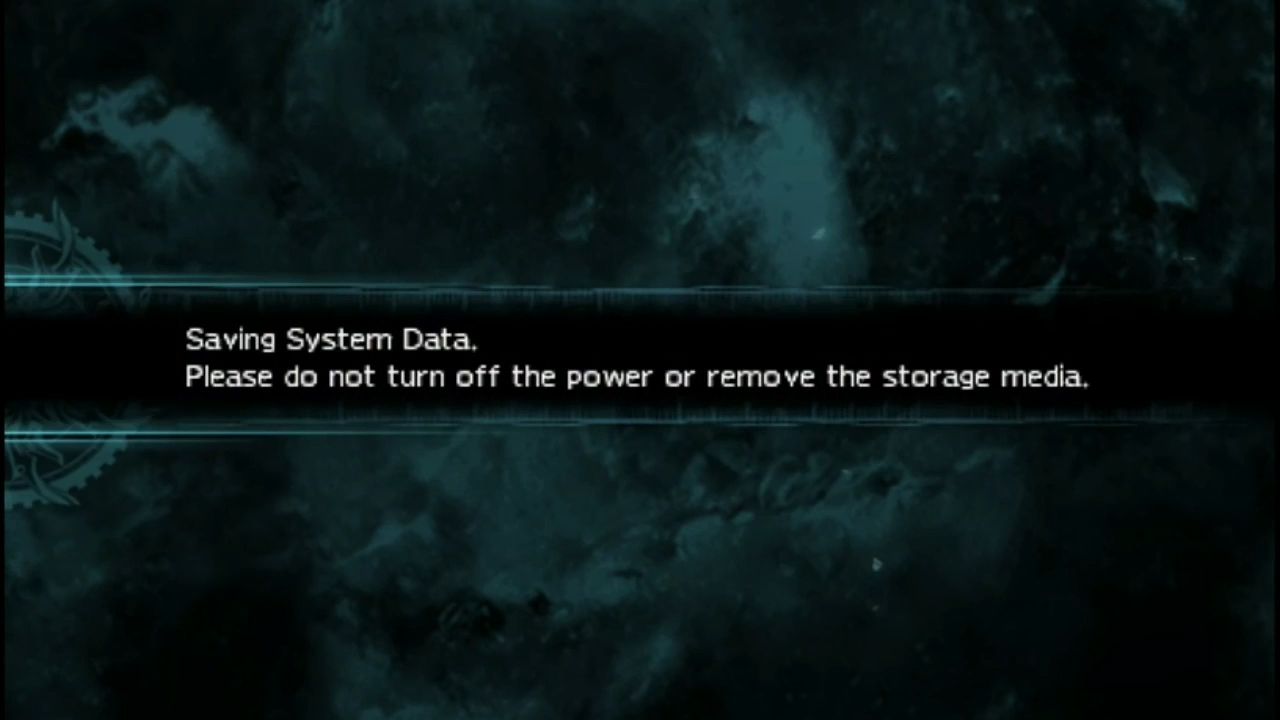 Saving System Data.
Please do not turn off the power or remove the storage media.